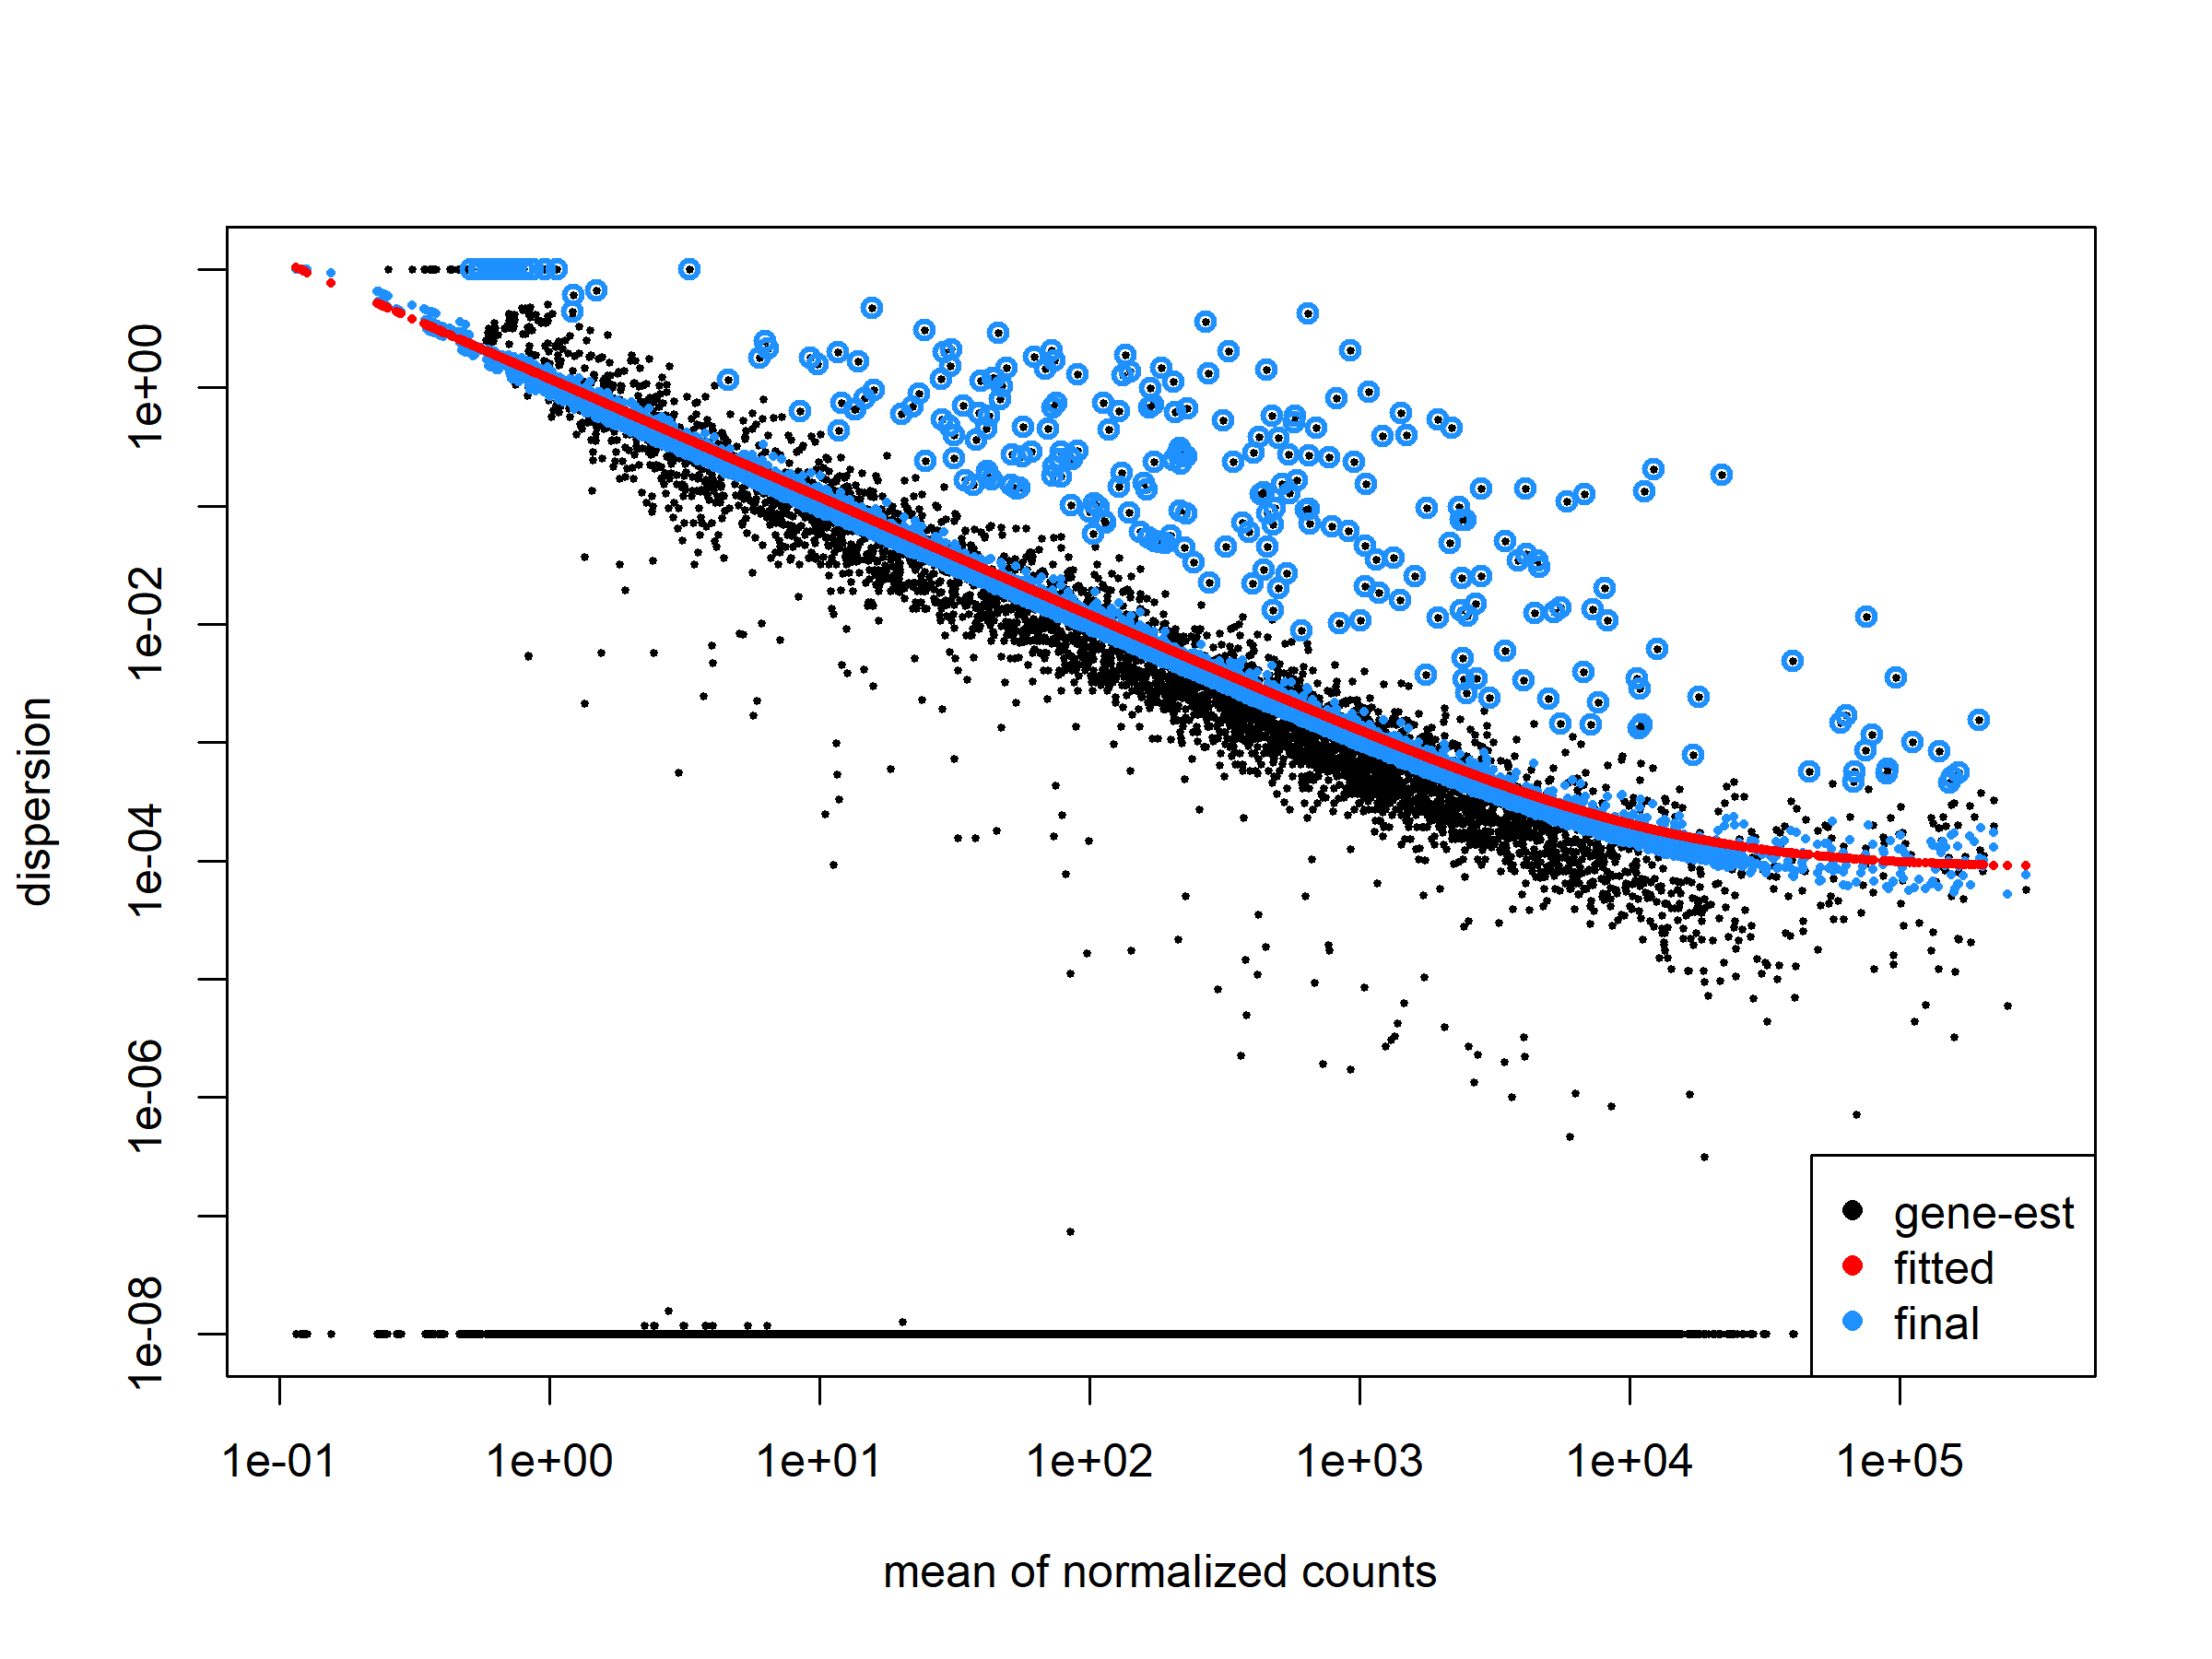 dispersion
1e+00
1e-02
1e-04
1e-06
1e-08
1e-01 1e+00 1e+01 1e+02 1e+03 1e+04 1e+05
mean of normalized counts
gene-est
fitted
final